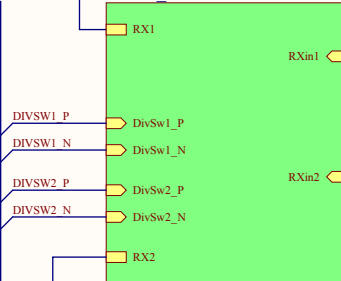 RX1
RXin1
DIVSW1_P
DivSw1_P
DIVSW1_N
DivSw1_N
RXin2
DIVSW2_P
DivSw2_P
DIVSW2_N
DivSw2_N
RX2